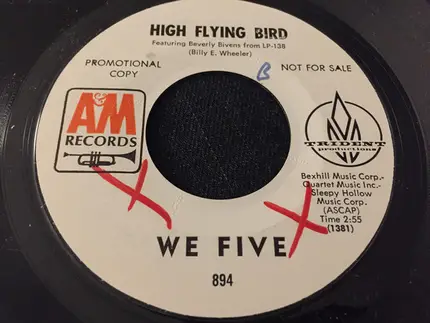 HIGH FLYING BIRD
Featuring Beverly Bivens from LP-138
(Billy E. Wheeler)
PROMOTIONAL
COPY
B
NOT FOR SALE
A&M
RECORDS
TRIDENT
productions
Bexhill Music Corp.-
Quartet Music Inc.-
Sleepy Hollow
Music Corp.
(ASCAP)
Time 2:55
(1381)
X
X
WE FIVE
894